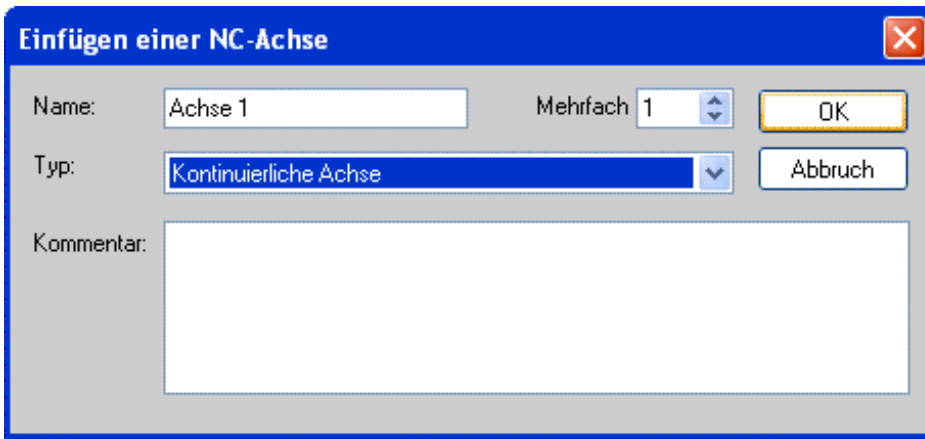 Einfügen einer NC-Achse
Name: Achse 1 Mehrfach 1 OK
Typ: Kontinuierliche Achse Abbruch
Kommentar: